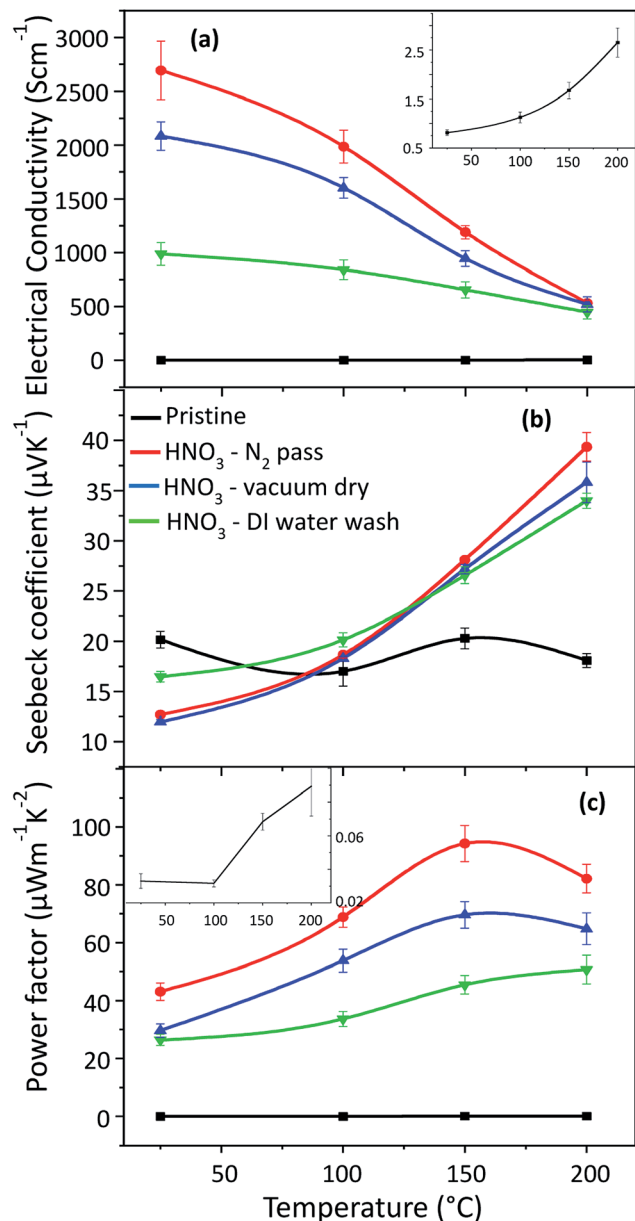 (a)
Electrical Conductivity (Scm⁻¹)
3000
2500
2000
1500
1000
500
0
2.5
1.5
0.5
50 100 150 200
(b)
Seebeck coefficient (µVK⁻¹)
Pristine
HNO₃ - N₂ pass
HNO₃ - vacuum dry
HNO₃ - DI water wash
40
35
30
25
20
15
10
(c)
Power factor (µWm⁻¹K⁻²)
100
80
60
40
20
0
0.06
0.02
50 100 150 200
50 100 150 200
Temperature (°C)